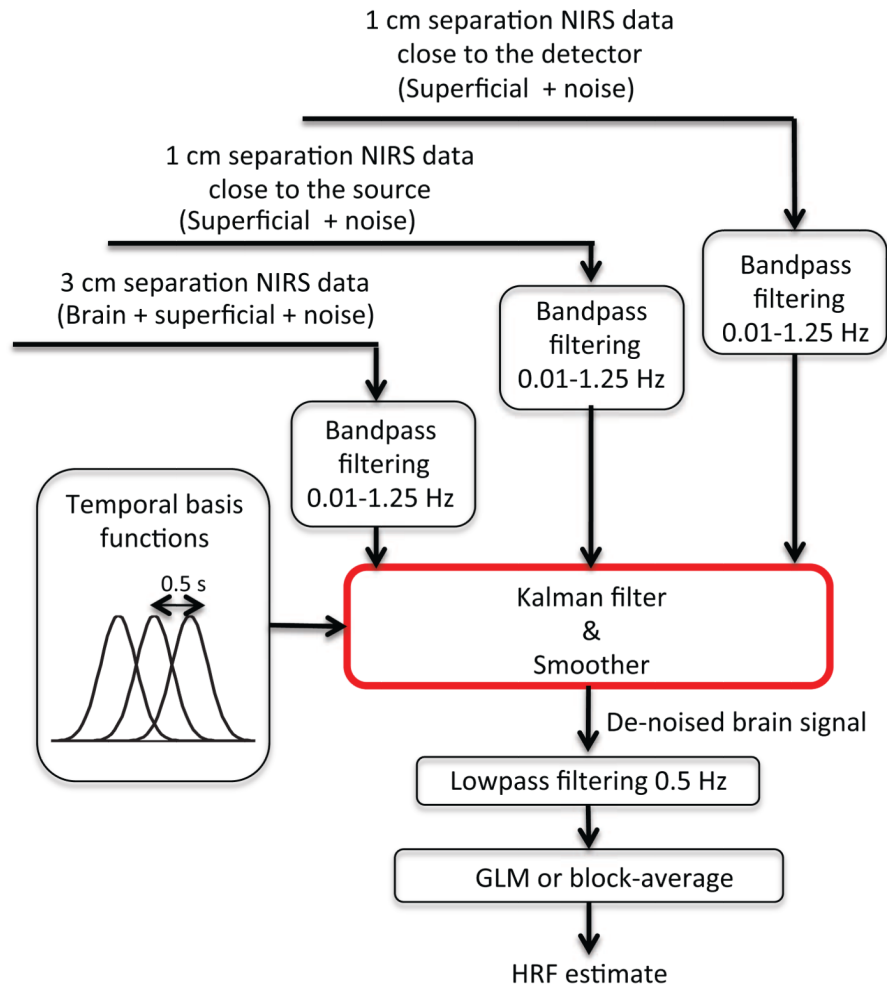 1 cm separation NIRS data
close to the detector
(Superficial + noise)
1 cm separation NIRS data
close to the source
(Superficial + noise)
3 cm separation NIRS data
(Brain + superficial + noise)
Bandpass
filtering
0.01-1.25 Hz
Bandpass
filtering
0.01-1.25 Hz
Bandpass
filtering
0.01-1.25 Hz
Temporal basis
functions
0.5 s
Kalman filter
&
Smoother
De-noised brain signal
Lowpass filtering 0.5 Hz
GLM or block-average
HRF estimate